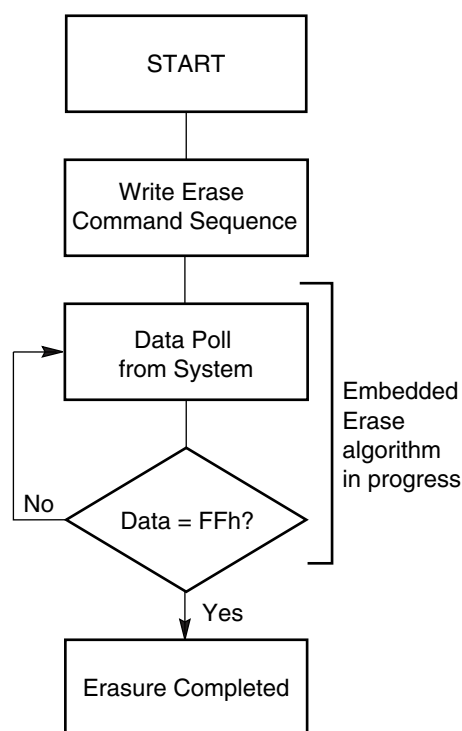 START
Write Erase
Command Sequence
Data Poll
from System
Embedded
Erase
algorithm
in progress
No
Data = FFh?
Yes
Erasure Completed